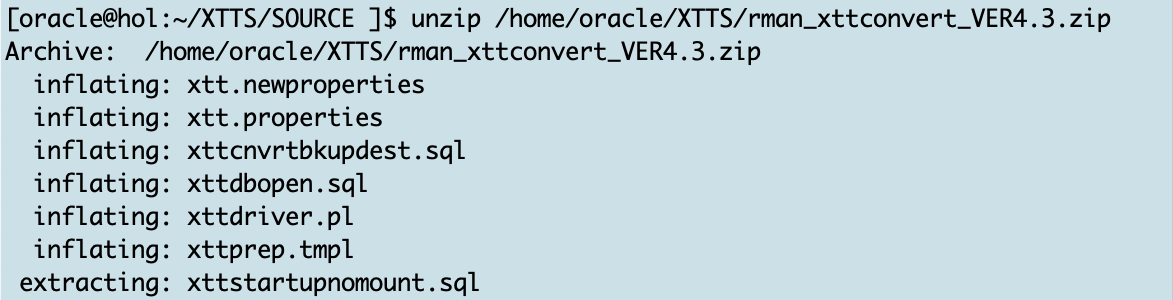 [oracle@hol:~/XTTS/SOURCE ]$ unzip /home/oracle/XTTS/rman_xttconvert_VER4.3.zip
Archive:  /home/oracle/XTTS/rman_xttconvert_VER4.3.zip
  inflating: xtt.newproperties
  inflating: xtt.properties
  inflating: xttcnvrtbkupdest.sql
  inflating: xttdbopen.sql
  inflating: xttdriver.pl
  inflating: xttprep.tmpl
 extracting: xttstartupnomount.sql